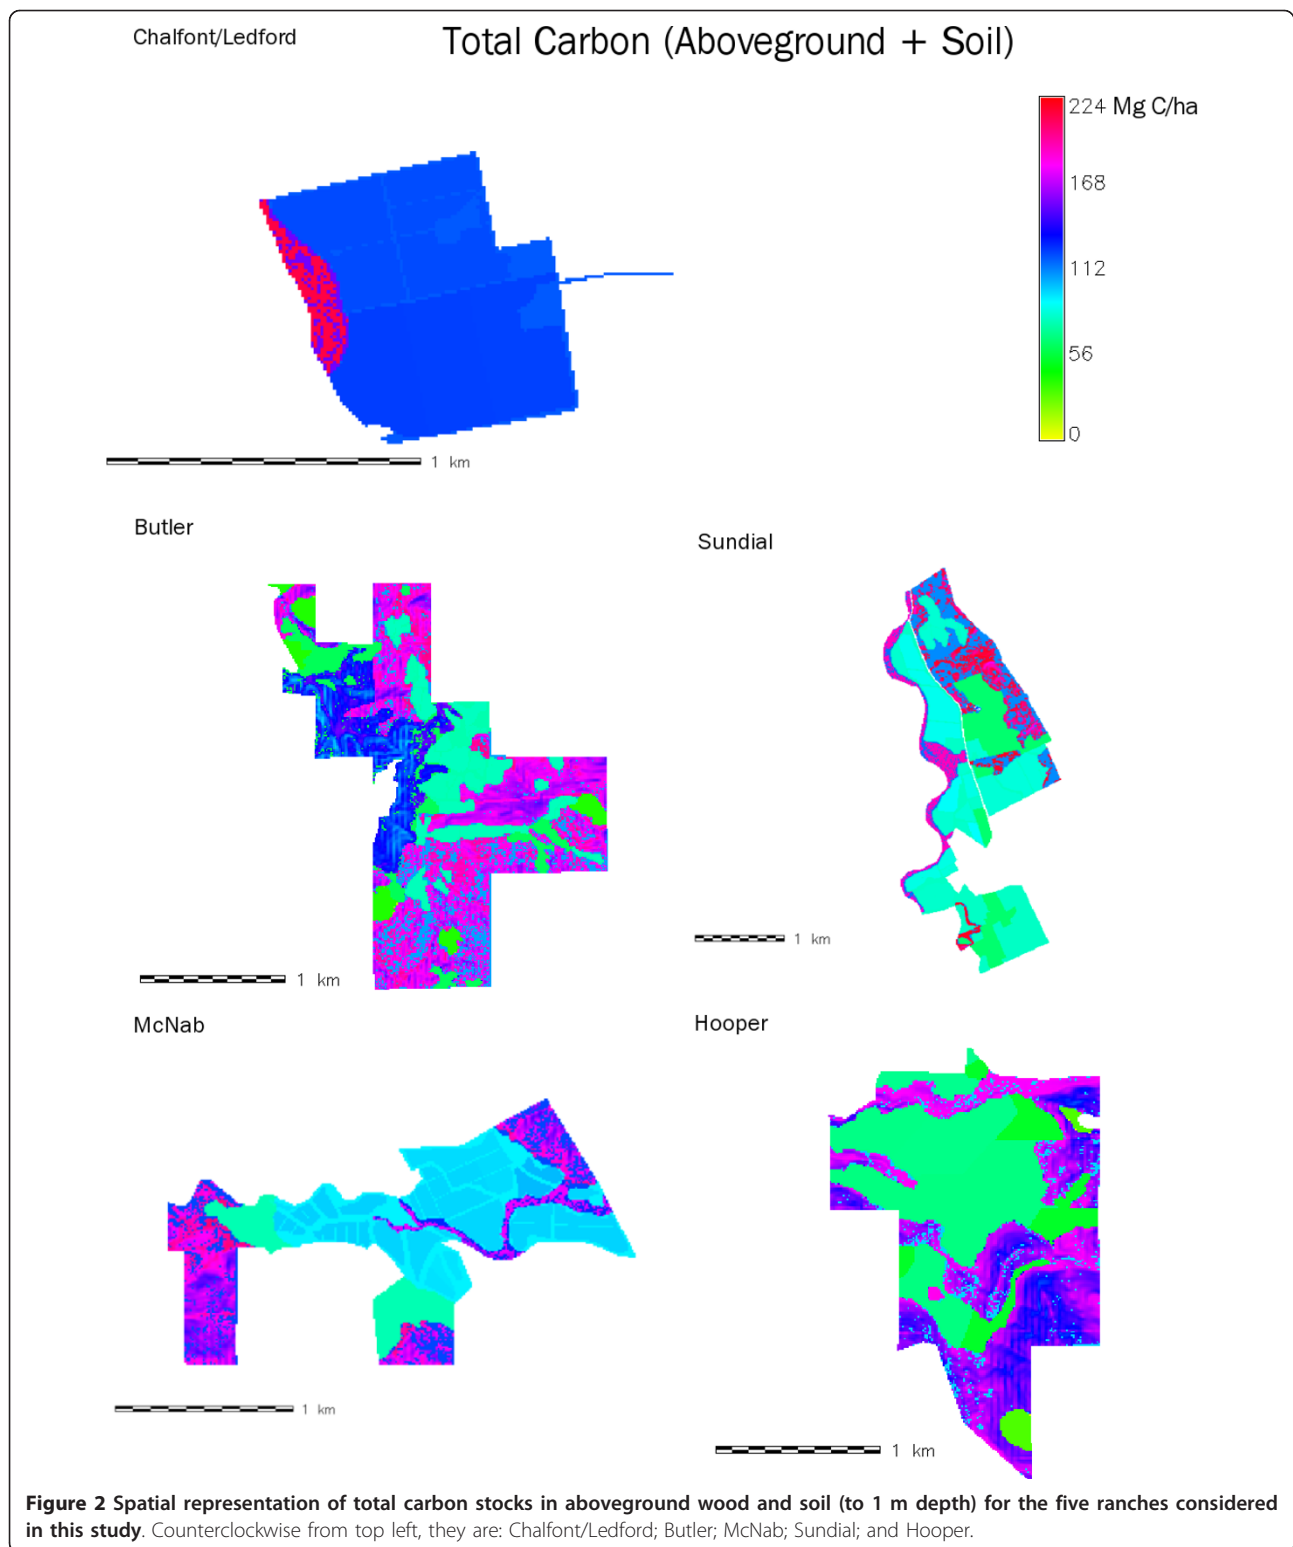 Chalfont/Ledford
Total Carbon (Aboveground + Soil)
224 Mg C/ha
168
112
56
0
1 km
Butler
Sundial
1 km
1 km
McNab
Hooper
1 km
1 km
Figure 2 Spatial representation of total carbon stocks in aboveground wood and soil (to 1 m depth) for the five ranches considered
in this study. Counterclockwise from top left, they are: Chalfont/Ledford; Butler; McNab; Sundial; and Hooper.